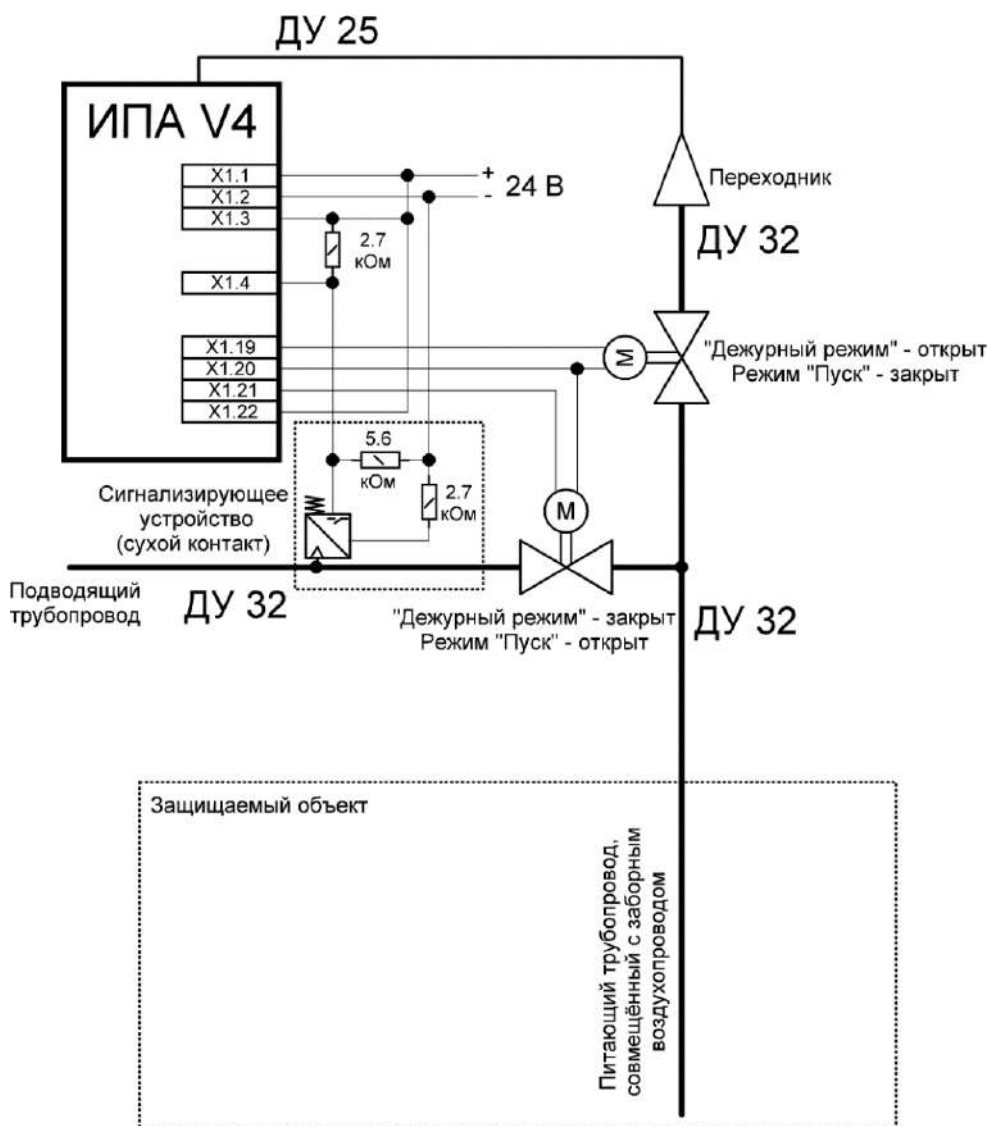 ДУ 25
ИПА V4
X1.1
X1.2
X1.3
X1.4
X1.19
X1.20
X1.21
X1.22
+
- 24 В
2.7
кОм
Переходник
ДУ 32
"Дежурный режим" - открыт
Режим "Пуск" - закрыт
М
5.6
кОм
2.7
кОм
Сигнализирующее
устройство
(сухой контакт)
М
Подводящий
трубопровод
ДУ 32
"Дежурный режим" - закрыт
Режим "Пуск" - открыт
ДУ 32
Защищаемый объект
Питающий трубопровод,
совмещённый с заборным
воздухопроводом